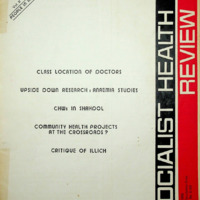 CLASS LOCATION OF DOCTORS
UPSIDE DOWN RESEARCH : ANAEMIA STUDIES
CHWs IN SHAHDOL
COMMUNITY HEALTH PROJECTS
AT THE CROSSROADS ?
CRITIQUE OF ILLICH
SOCIALIST HEALTH
REVIEW